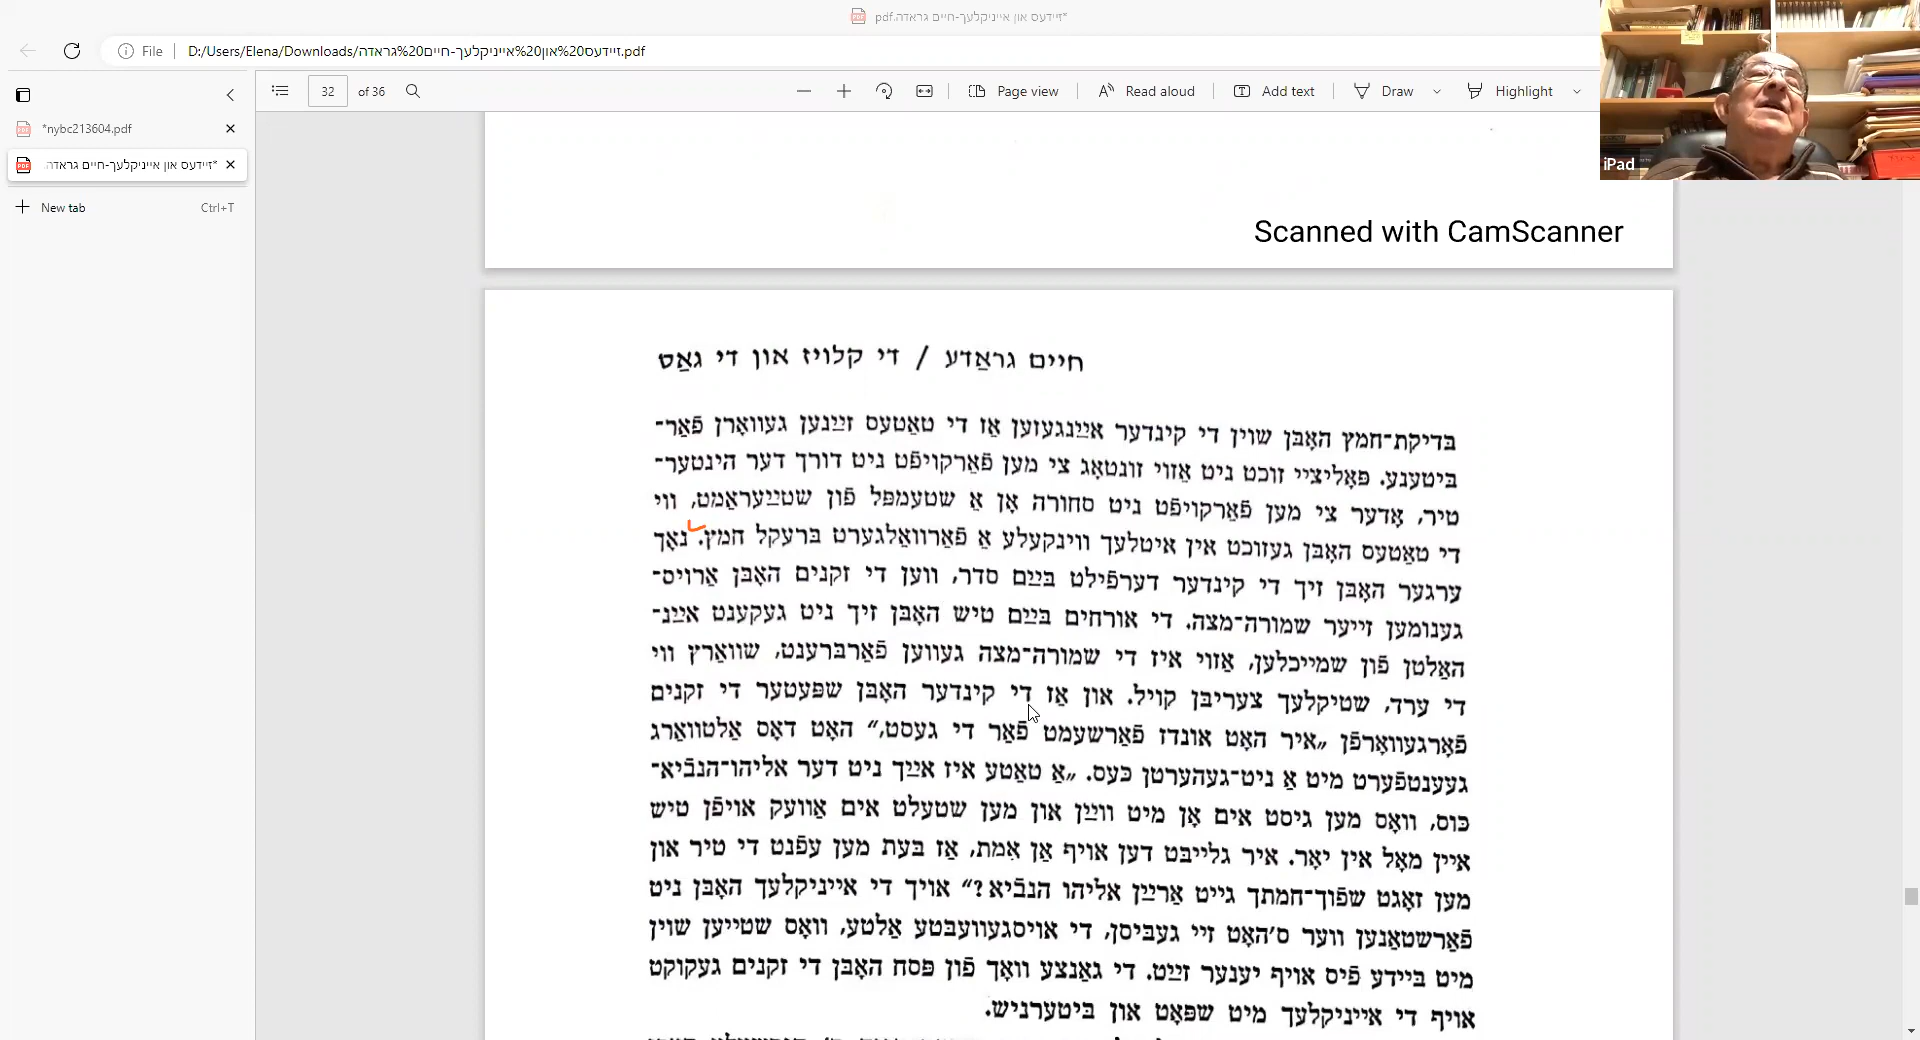 זיידעס און אייניקלעך-חיים גראדה.pdf*
File
D:/Users/Elena/Downloads/זיידעס%20און%20אייניקלעך-חיים%20גראדה.pdf
32 of 36
Page view
Read aloud
Add text
Draw
Highlight
*nybc213604.pdf
*זיידעס און אייניקלעך-חיים גראדה
New tab
Ctrl+T
iPad
Scanned with CamScanner
חיים גראַדע / די קלויז און די גאַס
בדיקת־חמץ האָבן שוין די קינדער אײַנגעזען אַז די טאַטעס זײַנען געוואָרן פֿאַר־
ביטענע. פּאָליציי זוכט ניט אַזוי זונטאָג צי מען פֿאַרקויפֿט ניט דורך דער הינטער־
טיר, אָדער צי מען פֿאַרקויפֿט ניט סחורה אָן אַ שטעמפּל פֿון שטײַעראַמט, ווי
די טאַטעס האָבן געזוכט אין איטלעך ווינקעלע אַ פֿאַרוואַלגערט ברעקל חמץ. נאָך
ערגער האָבן זיך די קינדער דערפֿילט בײַם סדר, ווען די זקנים האָבן אַרויס־
גענומען זייער שמורה־מצה. די אורחים בײַם טיש האָבן זיך ניט געקענט אײַנ־
האַלטן פֿון שמייכלען, אַזוי איז די שמורה־מצה געווען פֿאַרברענט, שוואַרץ ווי
די ערד, שטיקלעך צעריבן קויל. און אַז די קינדער האָבן שפּעטער די זקנים
פֿאָרגעוואָרפֿן „איר האָט אונדז פֿאַרשעמט פֿאַר די געסט,“ האָט דאָס אַלטוואַרג
געענטפֿערט מיט אַ ניט־געהערטן כּעס. „אַ טאַטע איז אײַך ניט דער אליהו־הנבֿיא־
כּוס, וואָס מען גיסט אים אָן מיט ווײַן און מען שטעלט אים אַוועק אויפֿן טיש
איין מאָל אין יאָר. איר גלייבט דען אויף אַן אמת, אַז בעת מען עפֿנט די טיר און
מען זאָגט שפֿוך־חמתך גייט אַרײַן אליהו הנבֿיא?“ אויך די אייניקלעך האָבן ניט
פֿאַרשטאַנען ווער ס׳האָט זיי געביסן, די אויסגעוועבטע אַלטע, וואָס שטייען שוין
מיט ביידע פֿיס אויף יענער זײַט. די גאַנצע וואָך פֿון פּסח האָבן די זקנים געקוקט
אויף די אייניקלעך מיט שפּאָט און ביטערניש.